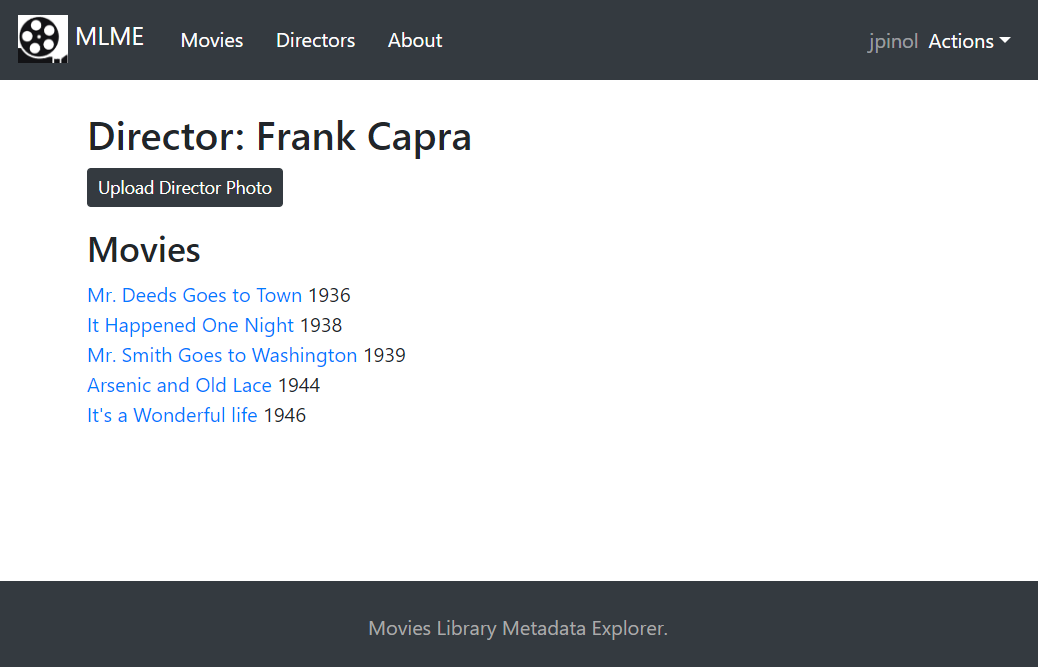 MLME Movies Directors About jpinol Actions
Director: Frank Capra
Upload Director Photo
Movies
Mr. Deeds Goes to Town 1936
It Happened One Night 1938
Mr. Smith Goes to Washington 1939
Arsenic and Old Lace 1944
It's a Wonderful life 1946
Movies Library Metadata Explorer.